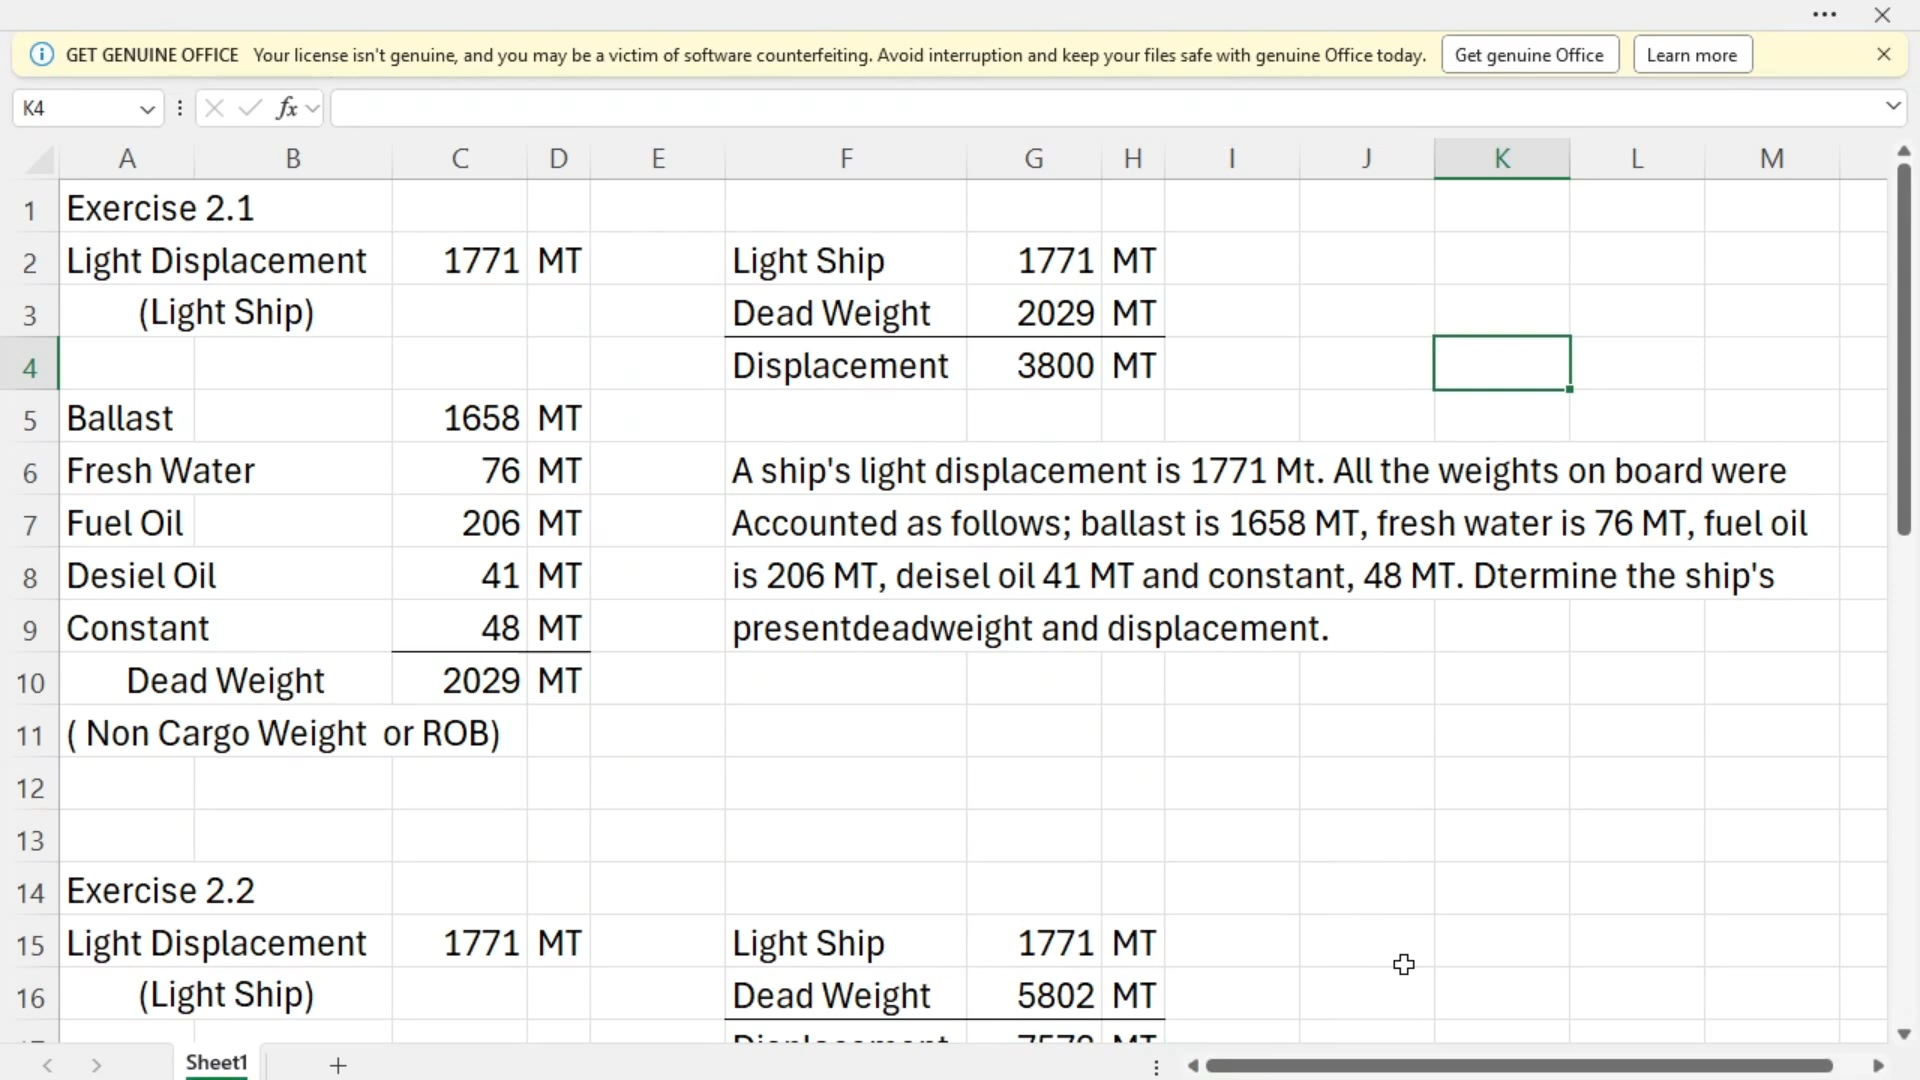 GET GENUINE OFFICE Your license isn't genuine, and you may be a victim of software counterfeiting. Avoid interruption and keep your files safe with genuine Office today. Get genuine Office Learn more
K4 fx
A B C D E F G H I J K L M
1 Exercise 2.1
2 Light Displacement 1771 MT Light Ship 1771 MT
3 (Light Ship) Dead Weight 2029 MT
4 Displacement 3800 MT
5 Ballast 1658 MT
6 Fresh Water 76 MT A ship's light displacement is 1771 Mt. All the weights on board were
7 Fuel Oil 206 MT Accounted as follows; ballast is 1658 MT, fresh water is 76 MT, fuel oil
8 Desiel Oil 41 MT is 206 MT, deisel oil 41 MT and constant, 48 MT. Dtermine the ship's
9 Constant 48 MT presentdeadweight and displacement.
10 Dead Weight 2029 MT
11 ( Non Cargo Weight or ROB)
12
13
14 Exercise 2.2
15 Light Displacement 1771 MT Light Ship 1771 MT
16 (Light Ship) Dead Weight 5802 MT
Displacement MT
Sheet1